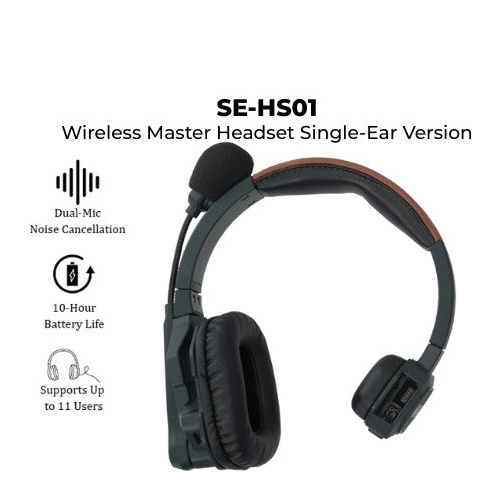 SE-HS01
Wireless Master Headset Single-Ear Version
Dual-Mic
Noise Cancellation
10-Hour
Battery Life
Supports Up
to 11 Users